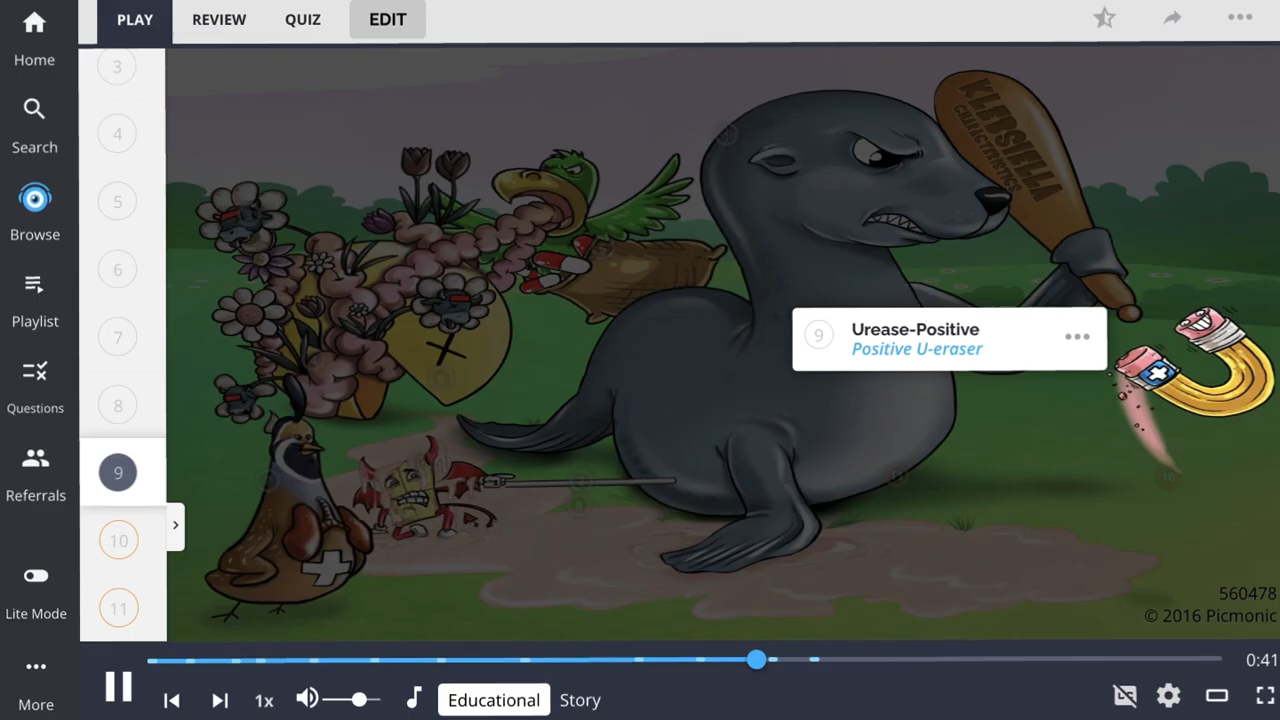 PLAY REVIEW QUIZ EDIT
Home
Search
Browse
Playlist
Questions
Referrals
Lite Mode
More
3
4
5
6
7
8
9
10
11
KLEBSIELLA
CHARACTERISTICS
9 Urease-Positive
Positive U-eraser
10
560478
© 2016 Picmonic
0:41
1x Educational Story